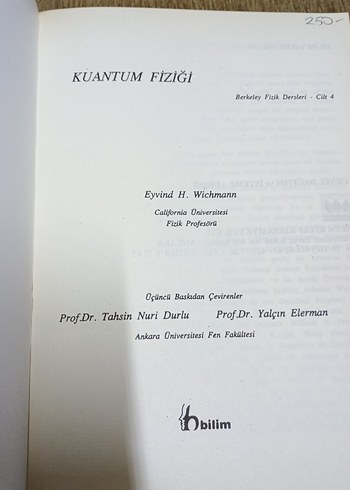 250-
KUANTUM FİZİĞİ
Berkeley Fizik Dersleri - Cilt 4
Eyvind H. Wichmann
California Üniversitesi
Fizik Profesörü
Üçüncü Baskıdan Çevirenler
Prof.Dr. Tahsin Nuri Durlu Prof.Dr. Yalçın Elerman
Ankara Üniversitesi Fen Fakültesi
bilim